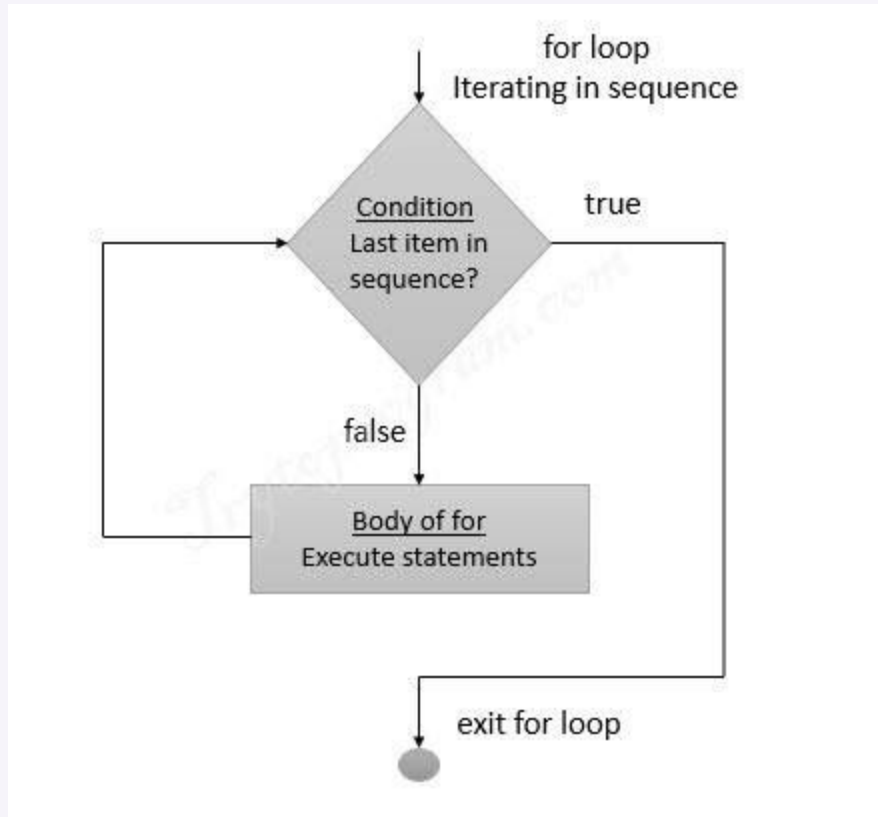 for loop
Iterating in sequence
Condition
Last item in
sequence?
true
false
Body of for
Execute statements
exit for loop